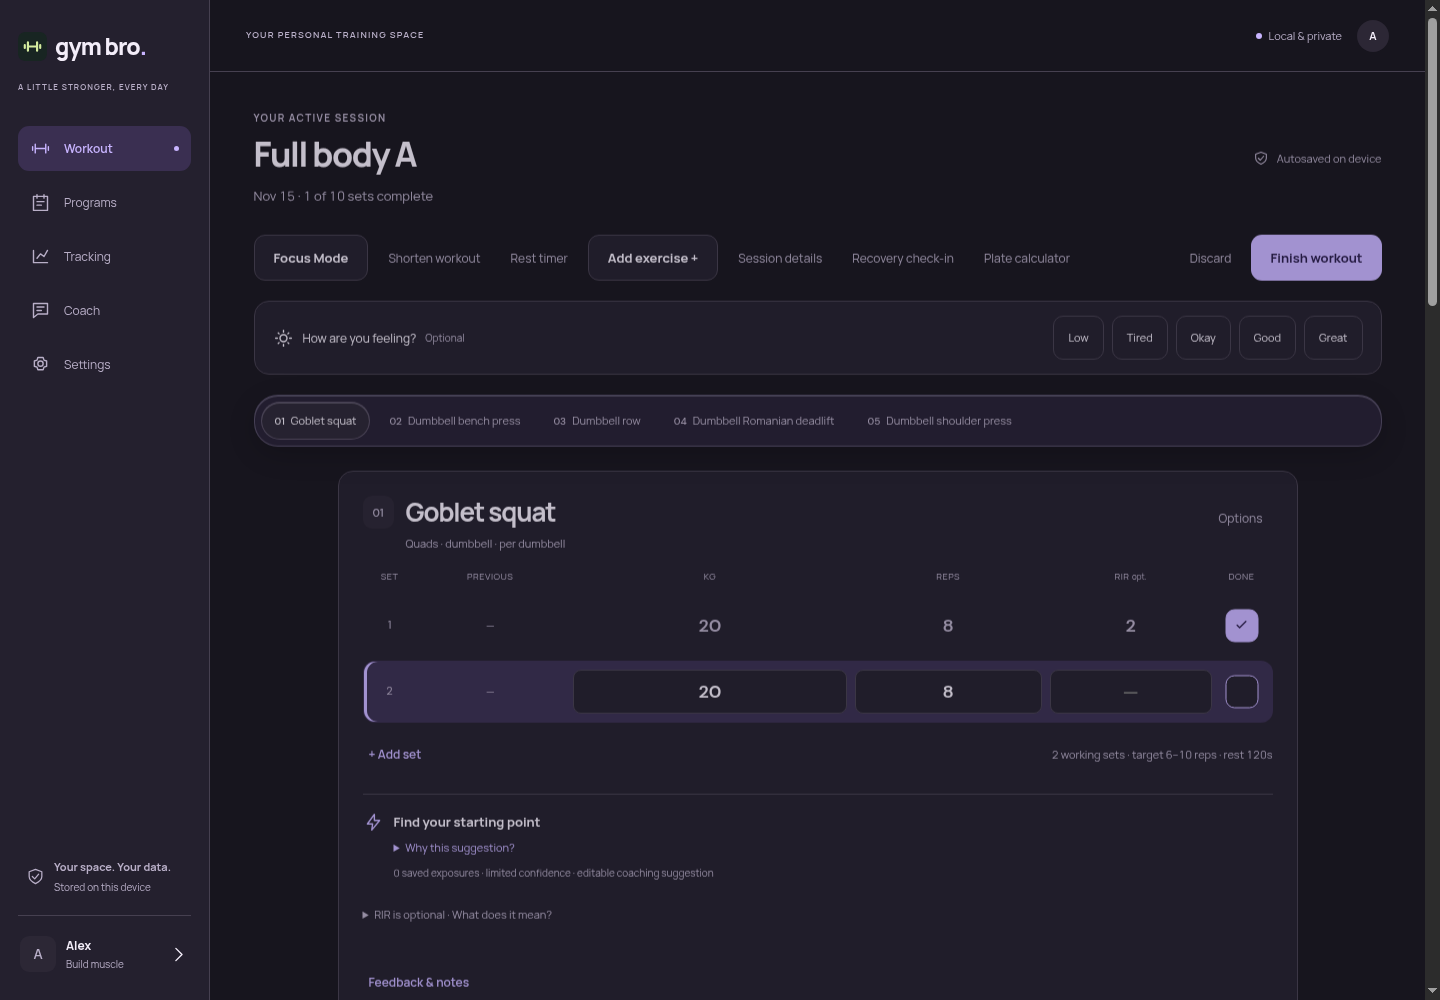 gym bro.
A LITTLE STRONGER, EVERY DAY
Workout
Programs
Tracking
Coach
Settings
Your space. Your data.
Stored on this device
A
Alex
Build muscle
YOUR PERSONAL TRAINING SPACE
Local & private
A
YOUR ACTIVE SESSION
Full body A
Nov 15 · 1 of 10 sets complete
Autosaved on device
Focus Mode Shorten workout Rest timer Add exercise + Session details Recovery check-in Plate calculator Discard Finish workout
How are you feeling? Optional Low Tired Okay Good Great
01 Goblet squat 02 Dumbbell bench press 03 Dumbbell row 04 Dumbbell Romanian deadlift 05 Dumbbell shoulder press
01 Goblet squat
Options
Quads · dumbbell · per dumbbell
SET PREVIOUS KG REPS RIR opt. DONE
1 — 20 8 2
2 — 20 8 —
+ Add set 2 working sets · target 6–10 reps · rest 120s
Find your starting point
Why this suggestion?
0 saved exposures · limited confidence · editable coaching suggestion
RIR is optional · What does it mean?
Feedback & notes